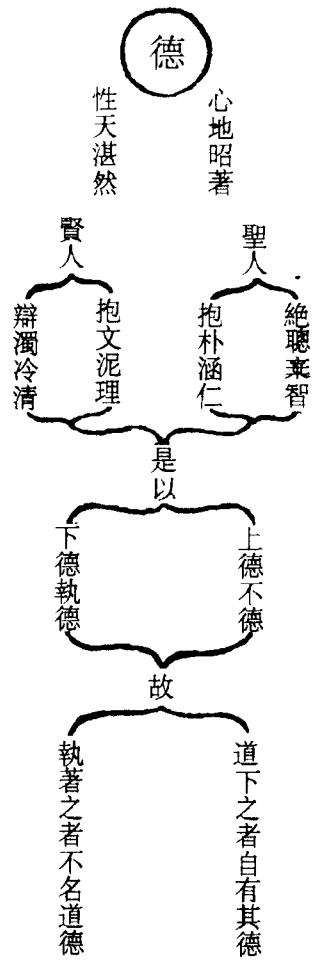 德
心地昭著
性天湛然
聖人
賢人
絶聰棄智
抱朴涵仁
抱文泥理
辯濁冷清
是以
上德不德
下德執德
故
道下之者自有其德
執著之者不名道德